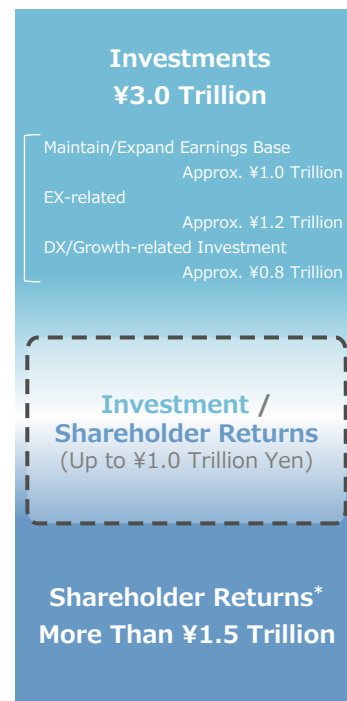 Investments
¥3.0 Trillion
Maintain/Expand Earnings Base
Approx. ¥1.0 Trillion
EX-related
Approx. ¥1.2 Trillion
DX/Growth-related Investment
Approx. ¥0.8 Trillion
Investment /
Shareholder Returns
(Up to ¥1.0 Trillion Yen)
Shareholder Returns*
More Than ¥1.5 Trillion